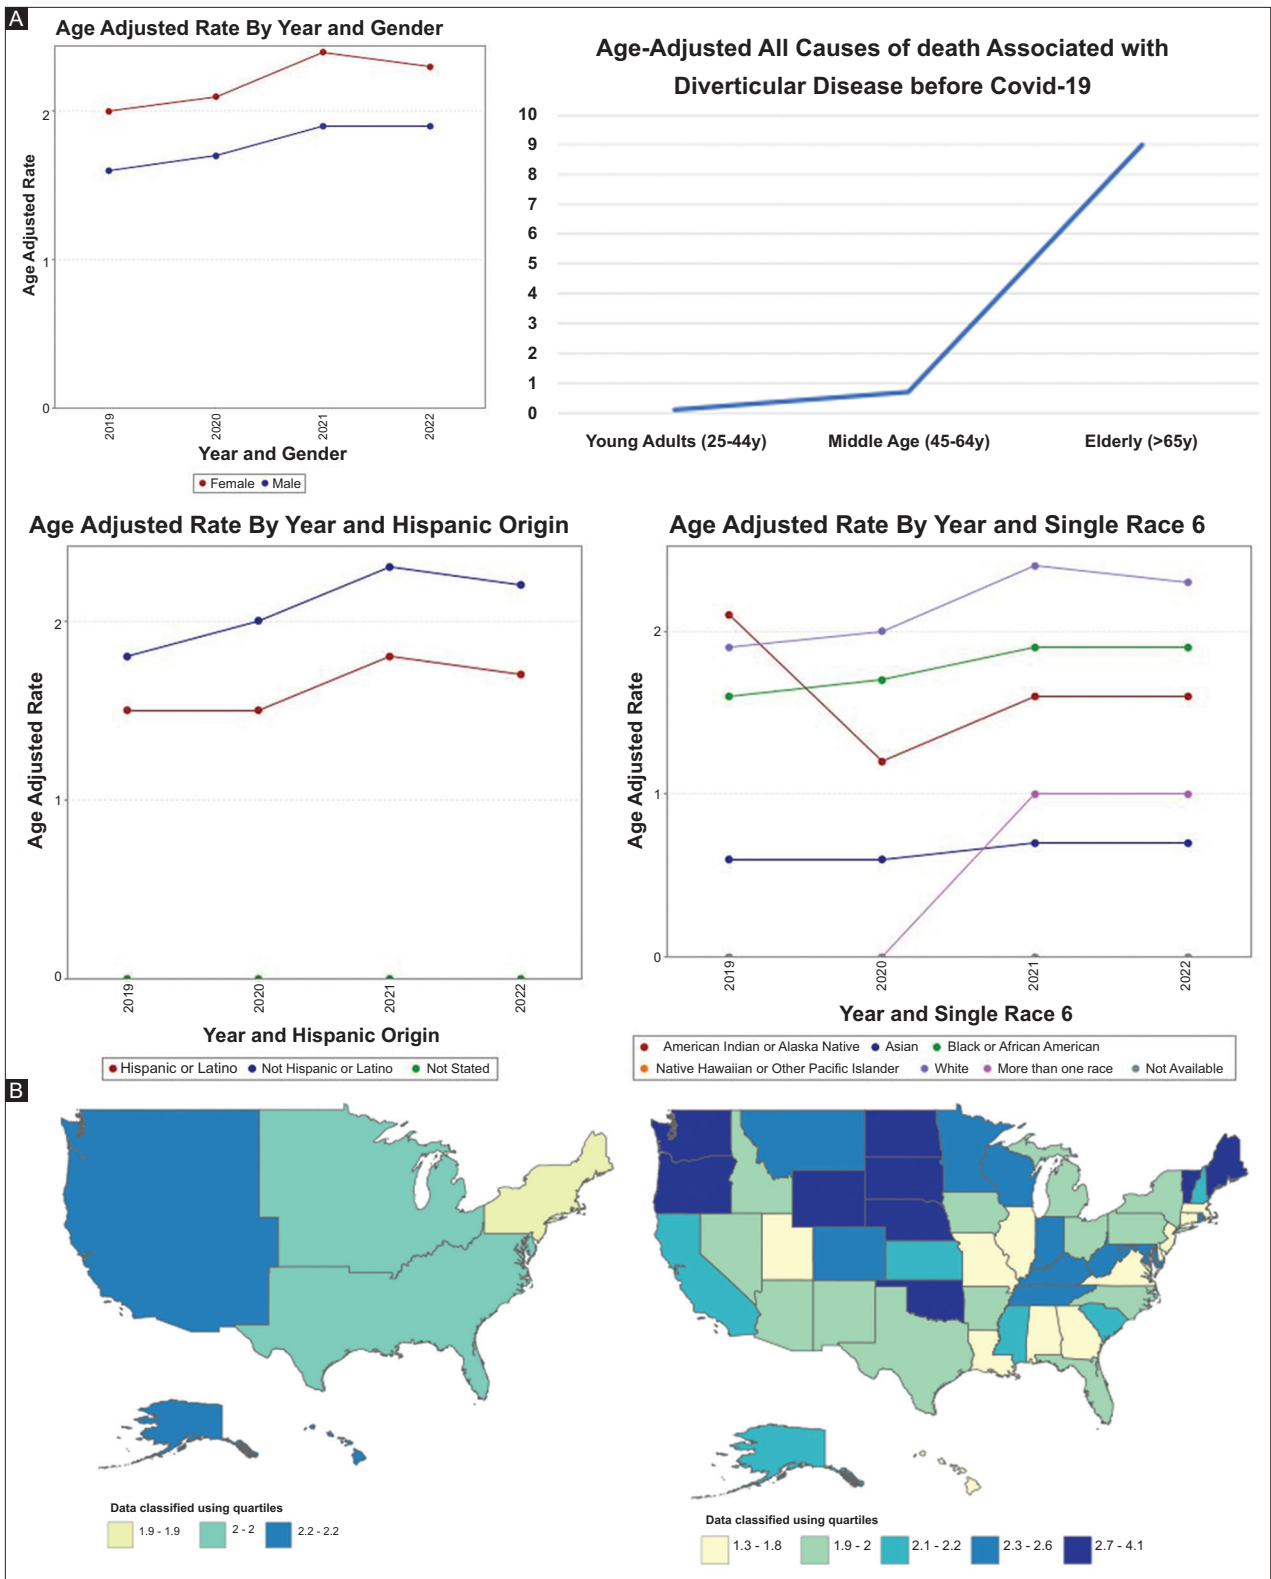 A
Age Adjusted Rate By Year and Gender
Age Adjusted Rate
2
1
0
2019
2020
2021
2022
Year and Gender
Female Male
Age-Adjusted All Causes of death Associated with
Diverticular Disease before Covid-19
10
9
8
7
6
5
4
3
2
1
0
Young Adults (25-44y) Middle Age (45-64y) Elderly (>65y)
Age Adjusted Rate By Year and Hispanic Origin
Age Adjusted Rate
2
1
0
2019
2020
2021
2022
Year and Hispanic Origin
Hispanic or Latino Not Hispanic or Latino Not Stated
Age Adjusted Rate By Year and Single Race 6
Age Adjusted Rate
2
1
0
2019
2020
2021
2022
Year and Single Race 6
American Indian or Alaska Native Asian Black or African American
Native Hawaiian or Other Pacific Islander White More than one race Not Available
B
Data classified using quartiles
1.9 - 1.9 2 - 2 2.2 - 2.2
Data classified using quartiles
1.3 - 1.8 1.9 - 2 2.1 - 2.2 2.3 - 2.6 2.7 - 4.1